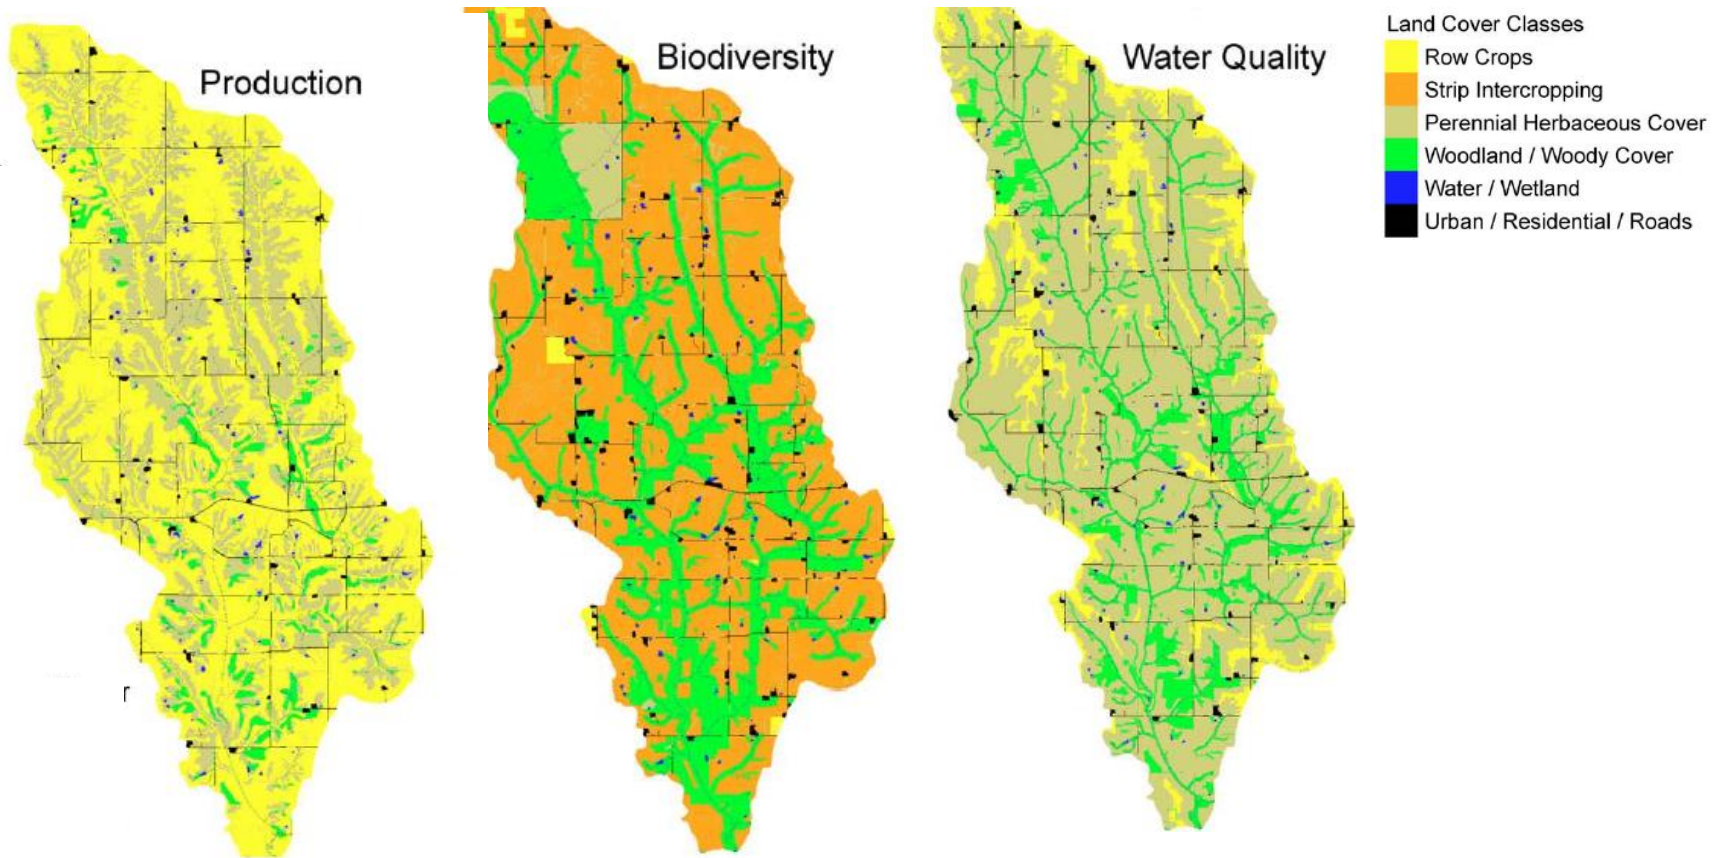 Production
Biodiversity
Water Quality
Land Cover Classes
Row Crops
Strip Intercropping
Perennial Herbaceous Cover
Woodland / Woody Cover
Water / Wetland
Urban / Residential / Roads